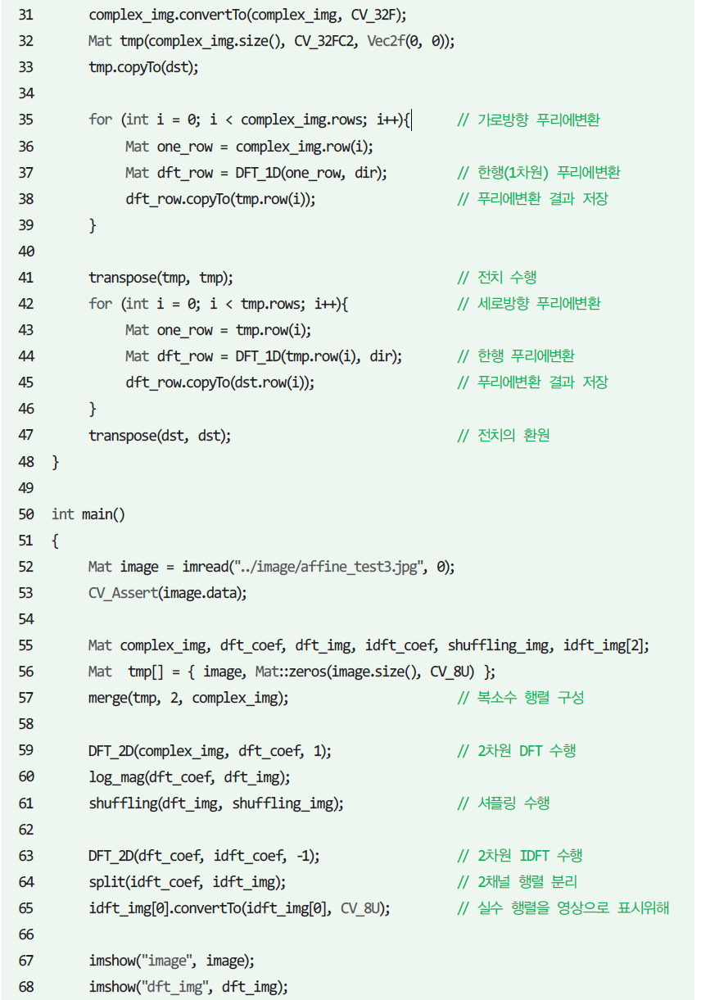 31 complex_img.convertTo(complex_img, CV_32F);
32 Mat tmp(complex_img.size(), CV_32FC2, Vec2f(0, 0));
33 tmp.copyTo(dst);
34
35 for (int i = 0; i < complex_img.rows; i++){ // 가로방향 푸리에변환
36 Mat one_row = complex_img.row(i);
37 Mat dft_row = DFT_1D(one_row, dir); // 한행(1차원) 푸리에변환
38 dft_row.copyTo(tmp.row(i)); // 푸리에변환 결과 저장
39 }
40
41 transpose(tmp, tmp); // 전치 수행
42 for (int i = 0; i < tmp.rows; i++){ // 세로방향 푸리에변환
43 Mat one_row = tmp.row(i);
44 Mat dft_row = DFT_1D(tmp.row(i), dir); // 한행 푸리에변환
45 dft_row.copyTo(dst.row(i)); // 푸리에변환 결과 저장
46 }
47 transpose(dst, dst); // 전치의 환원
48 }
49
50 int main()
51 {
52 Mat image = imread("../image/affine_test3.jpg", 0);
53 CV_Assert(image.data);
54
55 Mat complex_img, dft_coef, dft_img, idft_coef, shuffling_img, idft_img[2];
56 Mat tmp[] = { image, Mat::zeros(image.size(), CV_8U) };
57 merge(tmp, 2, complex_img); // 복소수 행렬 구성
58
59 DFT_2D(complex_img, dft_coef, 1); // 2차원 DFT 수행
60 log_mag(dft_coef, dft_img);
61 shuffling(dft_img, shuffling_img); // 셔플링 수행
62
63 DFT_2D(dft_coef, idft_coef, -1); // 2차원 IDFT 수행
64 split(idft_coef, idft_img); // 2채널 행렬 분리
65 idft_img[0].convertTo(idft_img[0], CV_8U); // 실수 행렬을 영상으로 표시위해
66
67 imshow("image", image);
68 imshow("dft_img", dft_img);